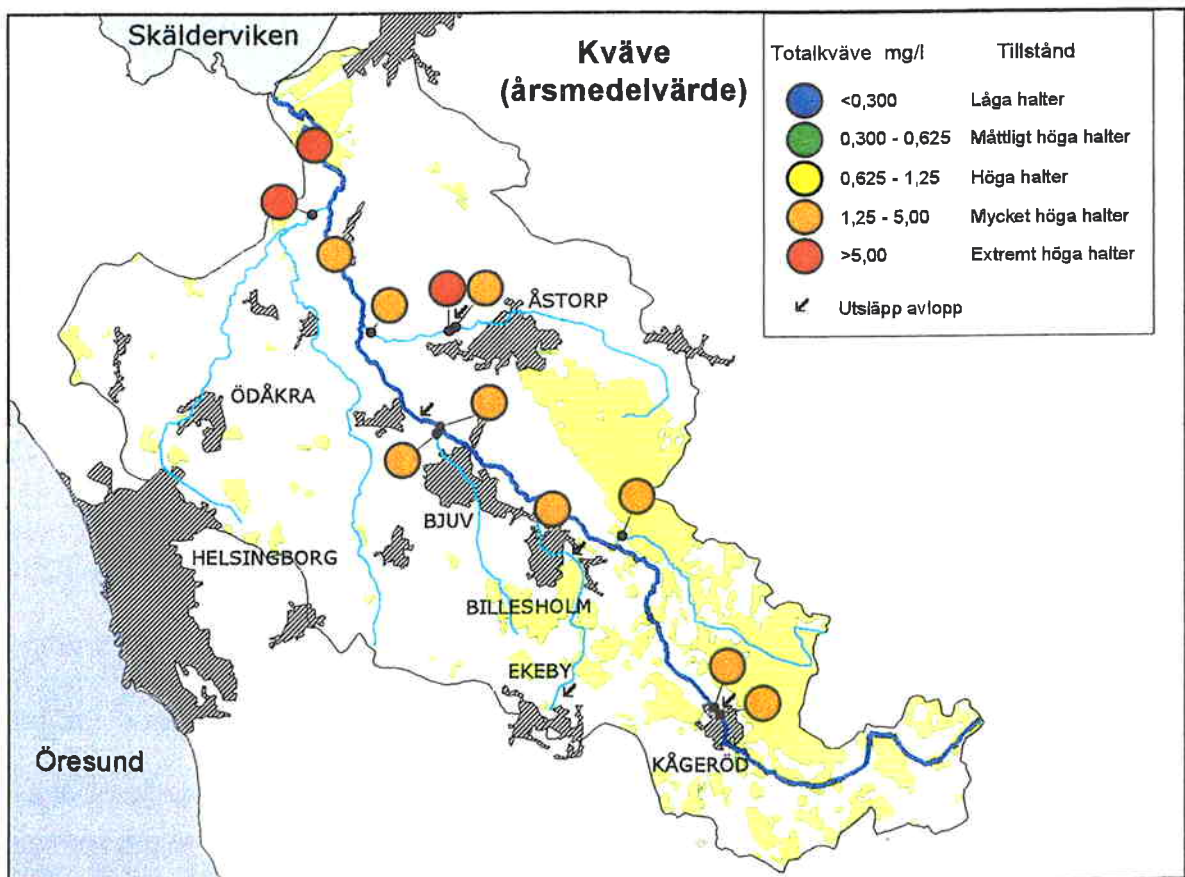 Skälderviken
Kväve
(årsmedelvärde)
Totalkväve mg/l Tillstånd
<0,300 Låga halter
0,300 - 0,625 Måttligt höga halter
0,625 - 1,25 Höga halter
1,25 - 5,00 Mycket höga halter
>5,00 Extremt höga halter
Utsläpp avlopp
ÅSTORP
ÖDÅKRA
BJUV
HELSINGBORG
BILLESHOLM
EKEBY
KÅGERÖD
Öresund